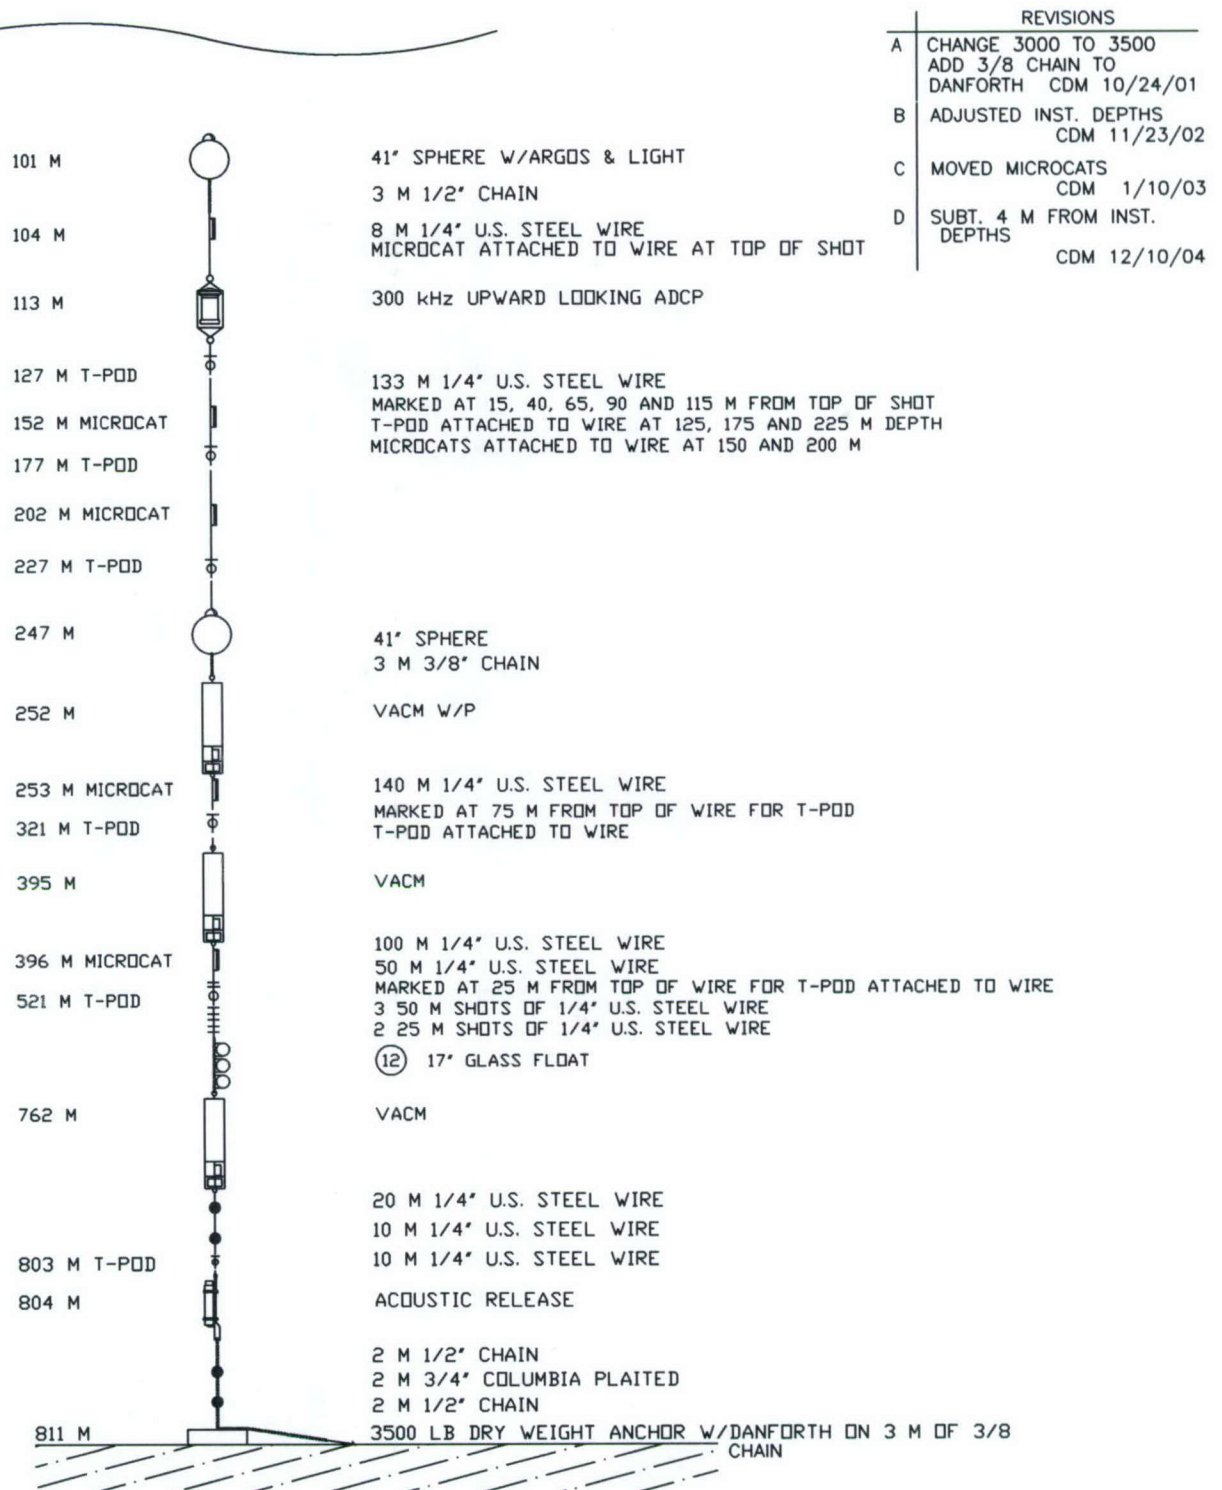 REVISIONS
A CHANGE 3000 TO 3500
ADD 3/8 CHAIN TO
DANFORTH CDM 10/24/01
B ADJUSTED INST. DEPTHS
CDM 11/23/02
C MOVED MICROCATS
CDM 1/10/03
D SUBT. 4 M FROM INST.
DEPTHS
CDM 12/10/04
101 M 41" SPHERE W/ARGOS & LIGHT
3 M 1/2" CHAIN
104 M 8 M 1/4" U.S. STEEL WIRE
MICROCAT ATTACHED TO WIRE AT TOP OF SHOT
113 M 300 kHz UPWARD LOOKING ADCP
127 M T-POD 133 M 1/4" U.S. STEEL WIRE
MARKED AT 15, 40, 65, 90 AND 115 M FROM TOP OF SHOT
152 M MICROCAT T-POD ATTACHED TO WIRE AT 125, 175 AND 225 M DEPTH
MICROCATS ATTACHED TO WIRE AT 150 AND 200 M
177 M T-POD
202 M MICROCAT
227 M T-POD
247 M 41" SPHERE
3 M 3/8" CHAIN
252 M VACM W/P
253 M MICROCAT 140 M 1/4" U.S. STEEL WIRE
MARKED AT 75 M FROM TOP OF WIRE FOR T-POD
321 M T-POD T-POD ATTACHED TO WIRE
395 M VACM
100 M 1/4" U.S. STEEL WIRE
396 M MICROCAT 50 M 1/4" U.S. STEEL WIRE
MARKED AT 25 M FROM TOP OF WIRE FOR T-POD ATTACHED TO WIRE
521 M T-POD 3 50 M SHOTS OF 1/4" U.S. STEEL WIRE
2 25 M SHOTS OF 1/4" U.S. STEEL WIRE
12 17" GLASS FLOAT
762 M VACM
20 M 1/4" U.S. STEEL WIRE
10 M 1/4" U.S. STEEL WIRE
803 M T-POD 10 M 1/4" U.S. STEEL WIRE
804 M ACOUSTIC RELEASE
2 M 1/2" CHAIN
2 M 3/4" COLUMBIA PLAITED
2 M 1/2" CHAIN
811 M 3500 LB DRY WEIGHT ANCHOR W/DANFORTH ON 3 M OF 3/8
CHAIN